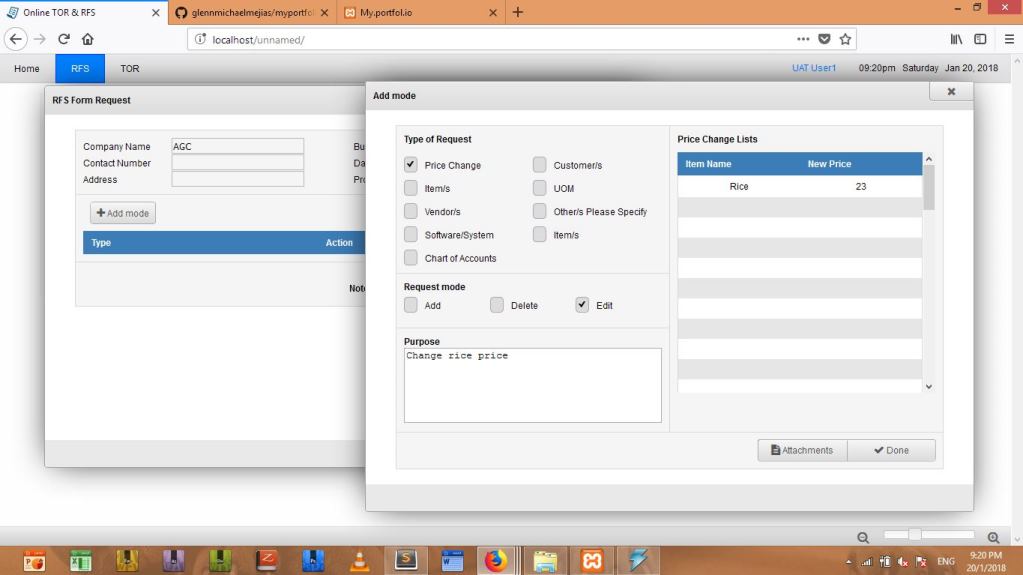 Online TOR & RFS
glennmichaelmejias/myportfol
My.portfol.io
localhost/unnamed/
Home RFS TOR UAT User1 09:20pm Saturday Jan 20, 2018
RFS Form Request
Company Name AGC Bu
Contact Number Da
Address Pro
Add mode
Type Action
Note
Add mode
Type of Request
Price Change Customer/s
Item/s UOM
Vendor/s Other/s Please Specify
Software/System Item/s
Chart of Accounts
Request mode
Add Delete Edit
Purpose
Change rice price
Price Change Lists
Item Name New Price
Rice 23
Attachments Done
ENG 9:20 PM
20/1/2018